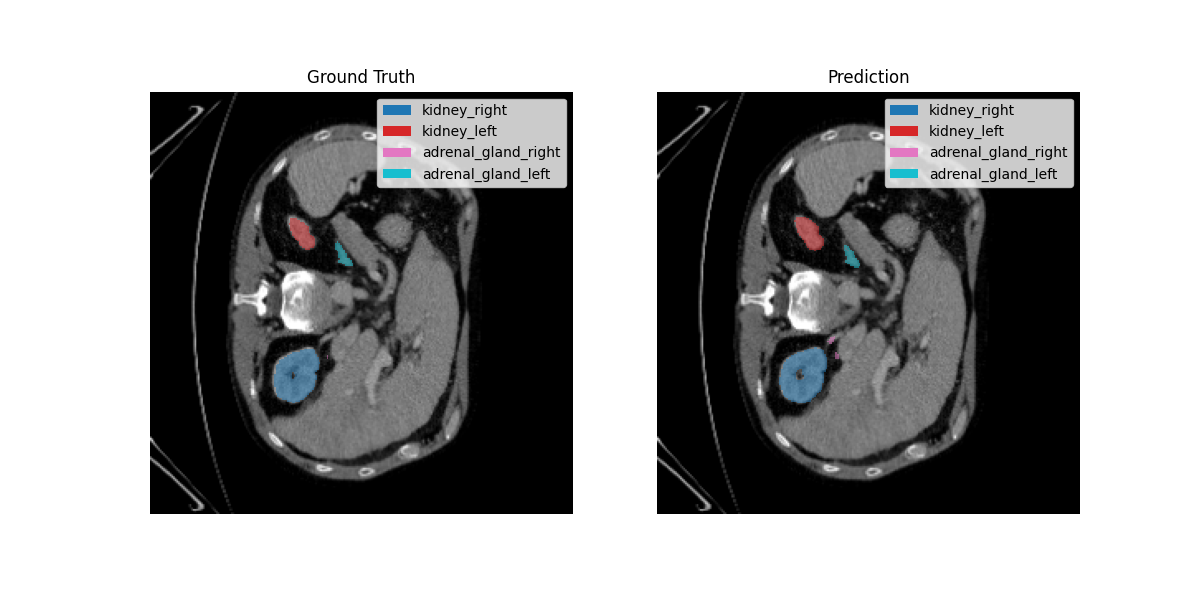 Ground Truth
kidney_right
kidney_left
adrenal_gland_right
adrenal_gland_left
Prediction
kidney_right
kidney_left
adrenal_gland_right
adrenal_gland_left